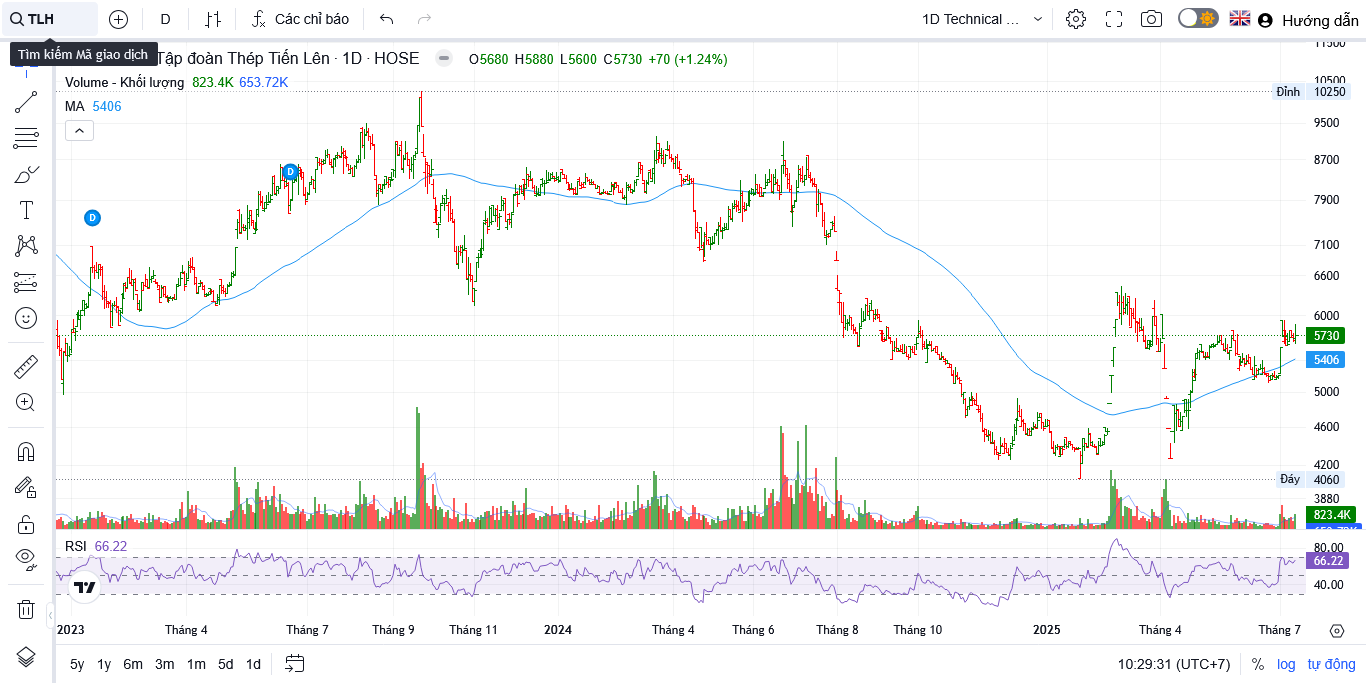 TLH
D
Các chỉ báo
1D Technical ...
Hướng dẫn
Tìm kiếm Mã giao dịch
Tập đoàn Thép Tiến Lên · 1D · HOSE
O5680 H5880 L5600 C5730 +70 (+1.24%)
Volume - Khối lượng 823.4K 653.72K
MA 5406
11500
10500
Đỉnh 10250
9500
8700
7900
7100
6600
6000
5730
5406
5000
4600
4200
Đáy 4060
3880
823.4K
D
D
RSI 66.22
80.00
66.22
40.00
2023 Tháng 4 Tháng 7 Tháng 9 Tháng 11 2024 Tháng 4 Tháng 6 Tháng 8 Tháng 10 2025 Tháng 4 Tháng 7
5y 1y 6m 3m 1m 5d 1d
10:29:31 (UTC+7) % log tự động